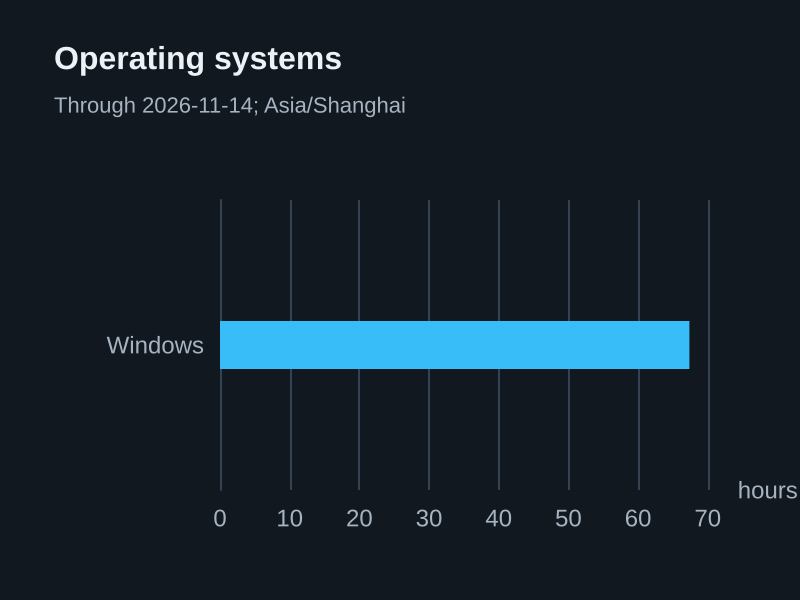 Operating systems
Through 2026-11-14; Asia/Shanghai
Windows
hours
0 10 20 30 40 50 60 70